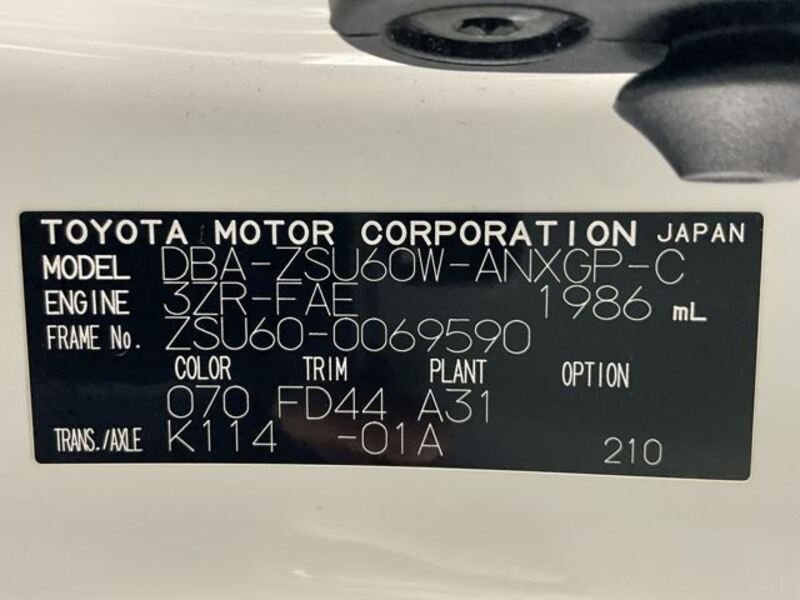 TOYOTA MOTOR CORPORATION JAPAN
MODEL DBA-ZSU60W-ANXGP-C
ENGINE 3ZR-FAE 1986 mL
FRAME No. ZSU60-0069590
COLOR TRIM PLANT OPTION
070 FD44 A31
TRANS./AXLE K114 -01A 210